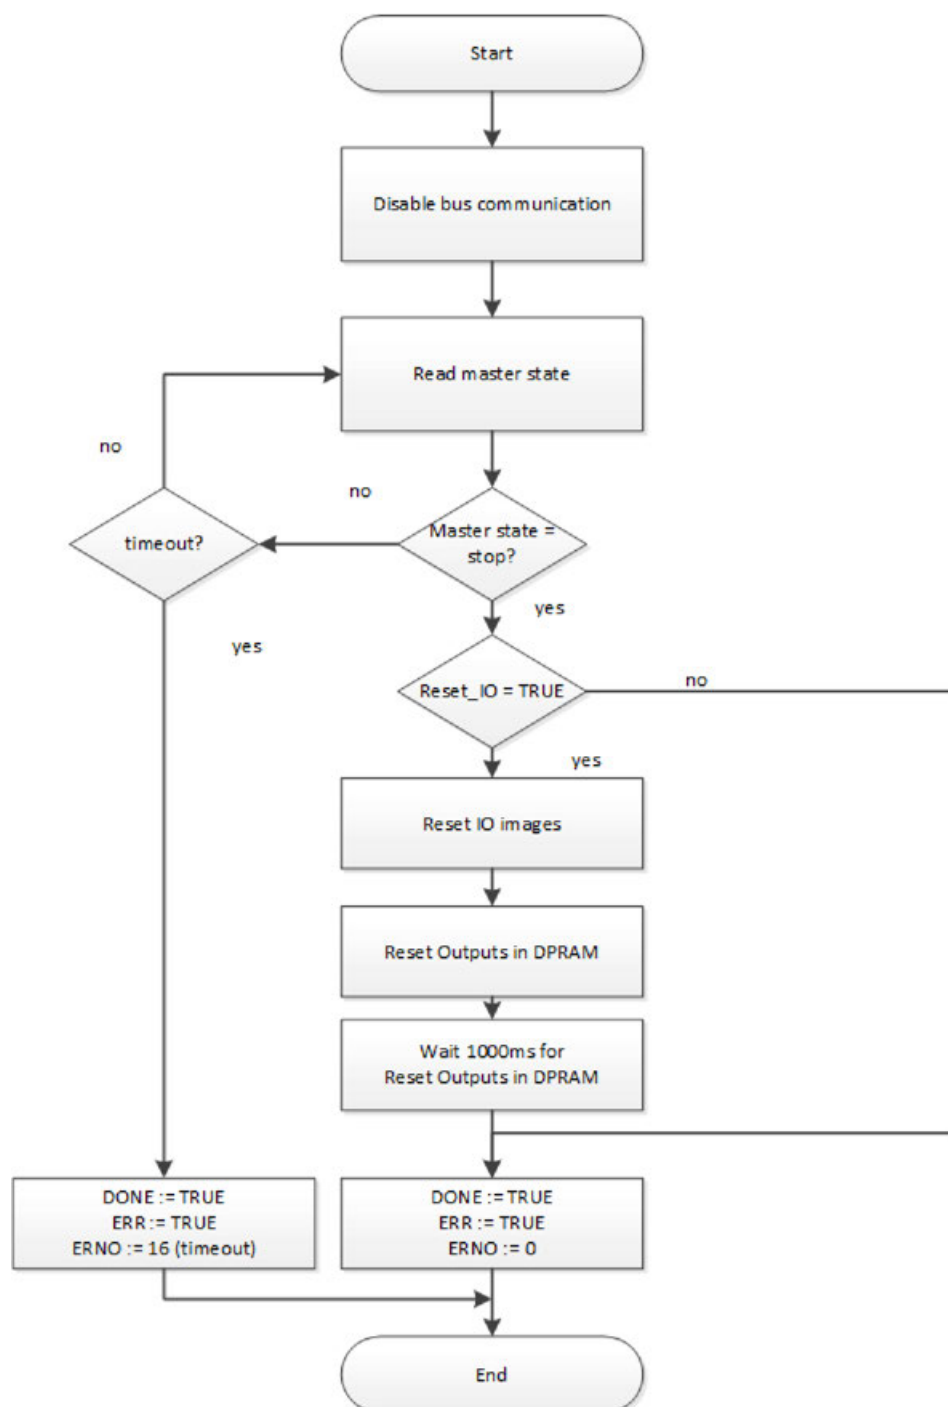 Start
Disable bus communication
Read master state
no
no
timeout?
Master state =
stop?
yes
yes
Reset_IO = TRUE
no
yes
Reset IO images
Reset Outputs in DPRAM
Wait 1000ms for
Reset Outputs in DPRAM
DONE := TRUE
ERR := TRUE
ERNO := 16 (timeout)
DONE := TRUE
ERR := TRUE
ERNO := 0
End